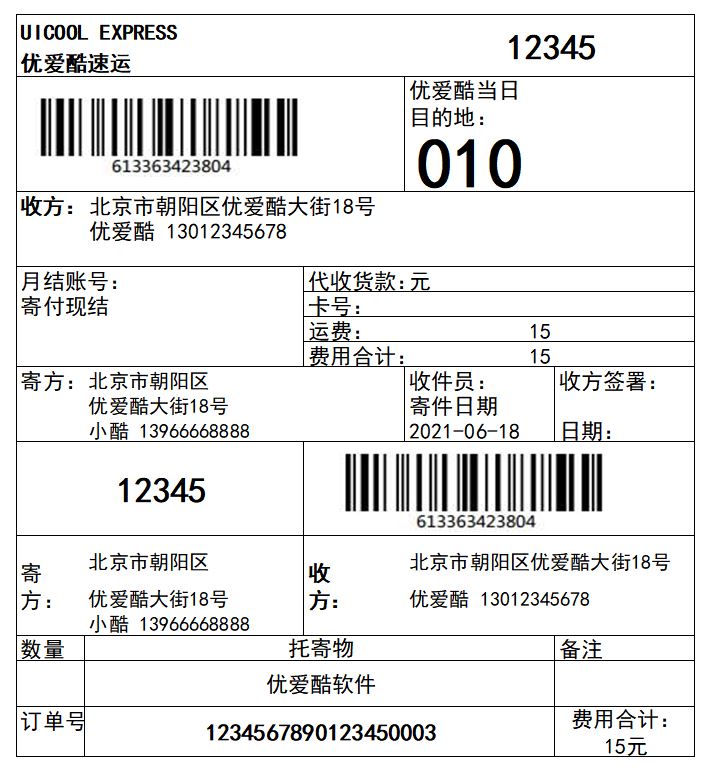 UICOOL EXPRESS
优爱酷速运
12345
613363423804
优爱酷当日
目的地：
010
收方： 北京市朝阳区优爱酷大街18号
优爱酷 13012345678
月结账号：
寄付现结
代收货款：元
卡号：
运费： 15
费用合计： 15
寄方： 北京市朝阳区
优爱酷大街18号
小酷 13966668888
收件员：
寄件日期
2021-06-18
收方签署：
日期：
12345
613363423804
寄
方：
北京市朝阳区
优爱酷大街18号
小酷 13966668888
收
方：
北京市朝阳区优爱酷大街18号
优爱酷 13012345678
数量 托寄物 备注
优爱酷软件
订单号 1234567890123450003
费用合计：
15元